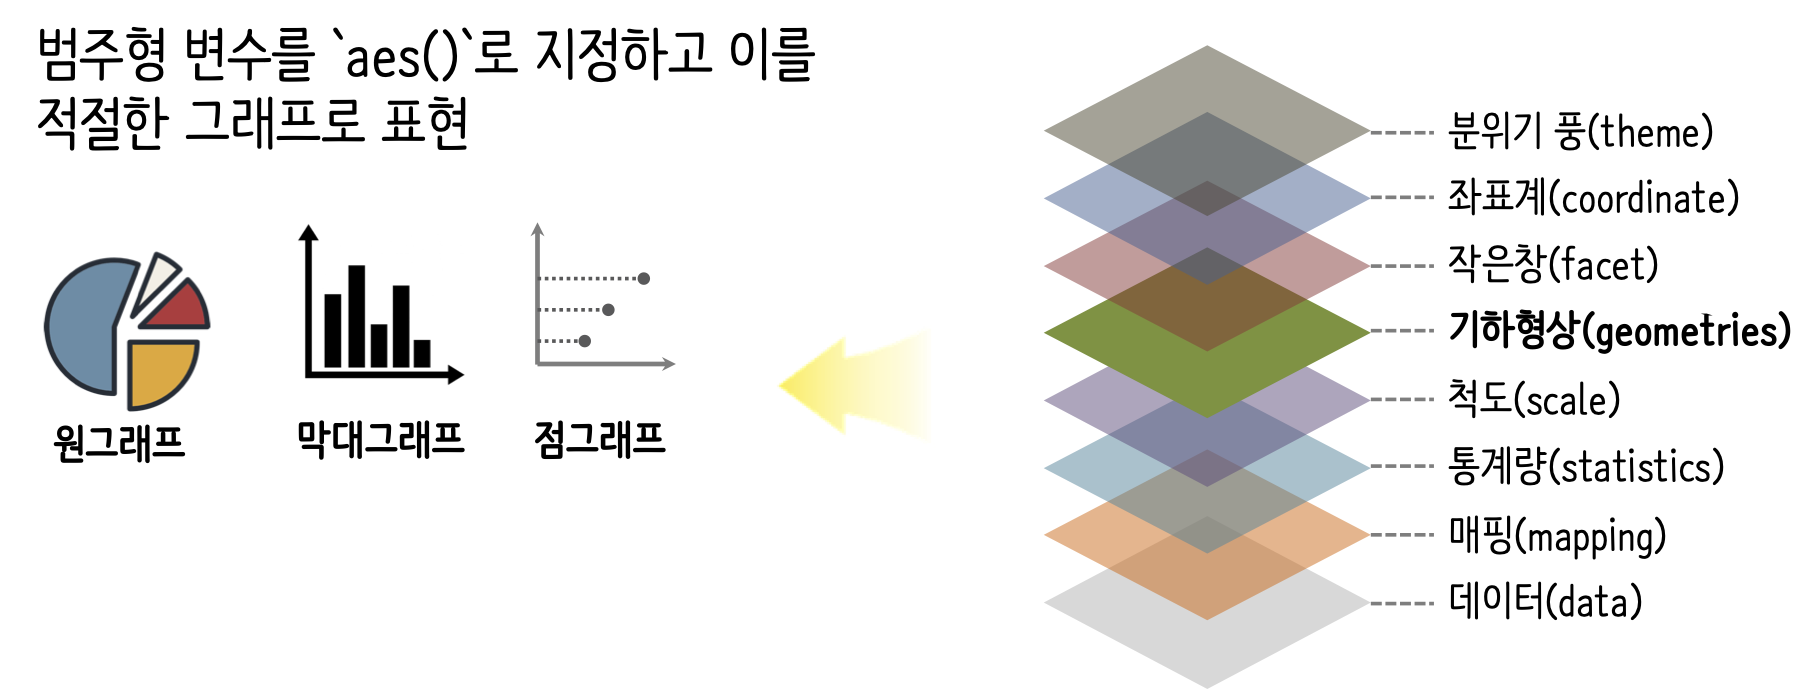 범주형 변수를 `aes()`로 지정하고 이를
적절한 그래프로 표현
원그래프
막대그래프
점그래프
분위기 풍(theme)
좌표계(coordinate)
작은창(facet)
기하형상(geometries)
척도(scale)
통계량(statistics)
매핑(mapping)
데이터(data)